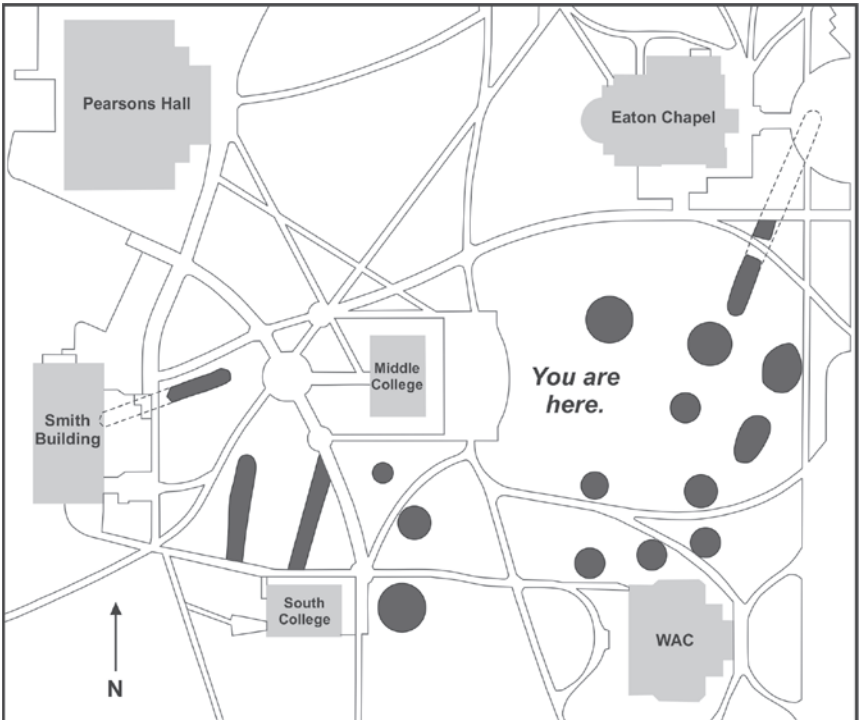 Pearsons Hall
Eaton Chapel
Middle
College
You are
here.
Smith
Building
South
College
WAC
N